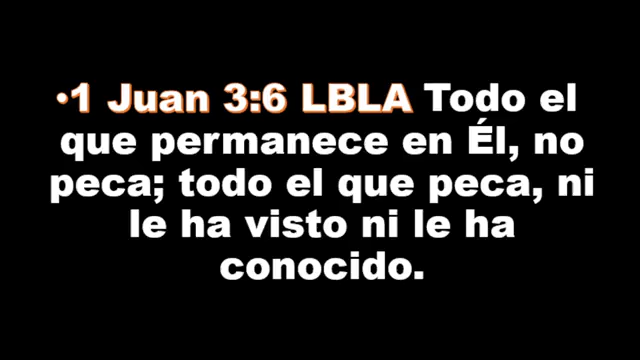 •1 Juan 3:6 LBLA Todo el
que permanece en Él, no
peca; todo el que peca, ni
le ha visto ni le ha
conocido.